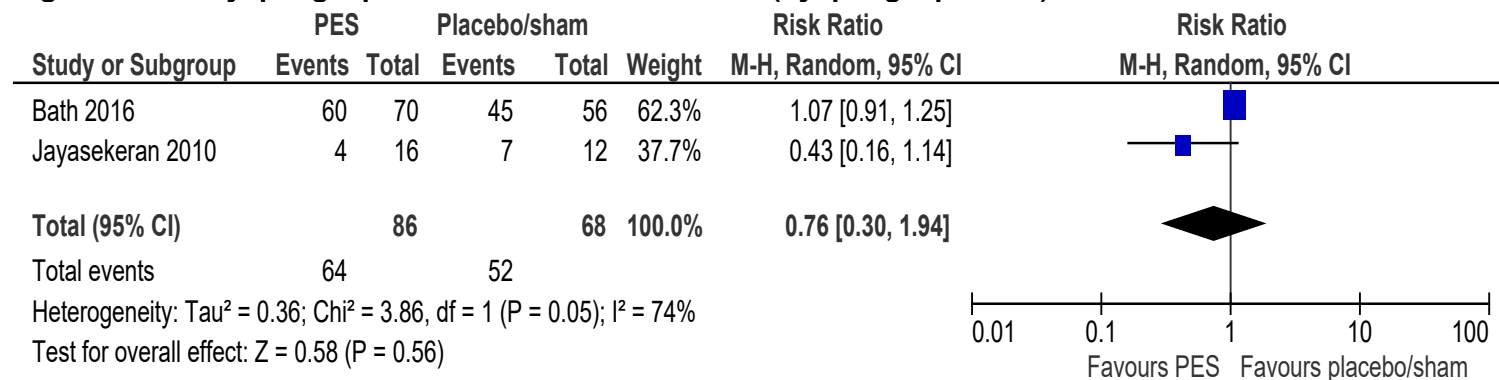 PES Placebo/sham Risk Ratio Risk Ratio
Study or Subgroup Events Total Events Total Weight M-H, Random, 95% CI M-H, Random, 95% CI
Bath 2016 60 70 45 56 62.3% 1.07 [0.91, 1.25]
Jayasekeran 2010 4 16 7 12 37.7% 0.43 [0.16, 1.14]
Total (95% CI) 86 68 100.0% 0.76 [0.30, 1.94]
Total events 64 52
Heterogeneity: Tau² = 0.36; Chi² = 3.86, df = 1 (P = 0.05); I² = 74%
Test for overall effect: Z = 0.58 (P = 0.56)
0.01 0.1 1 10 100
Favours PES Favours placebo/sham